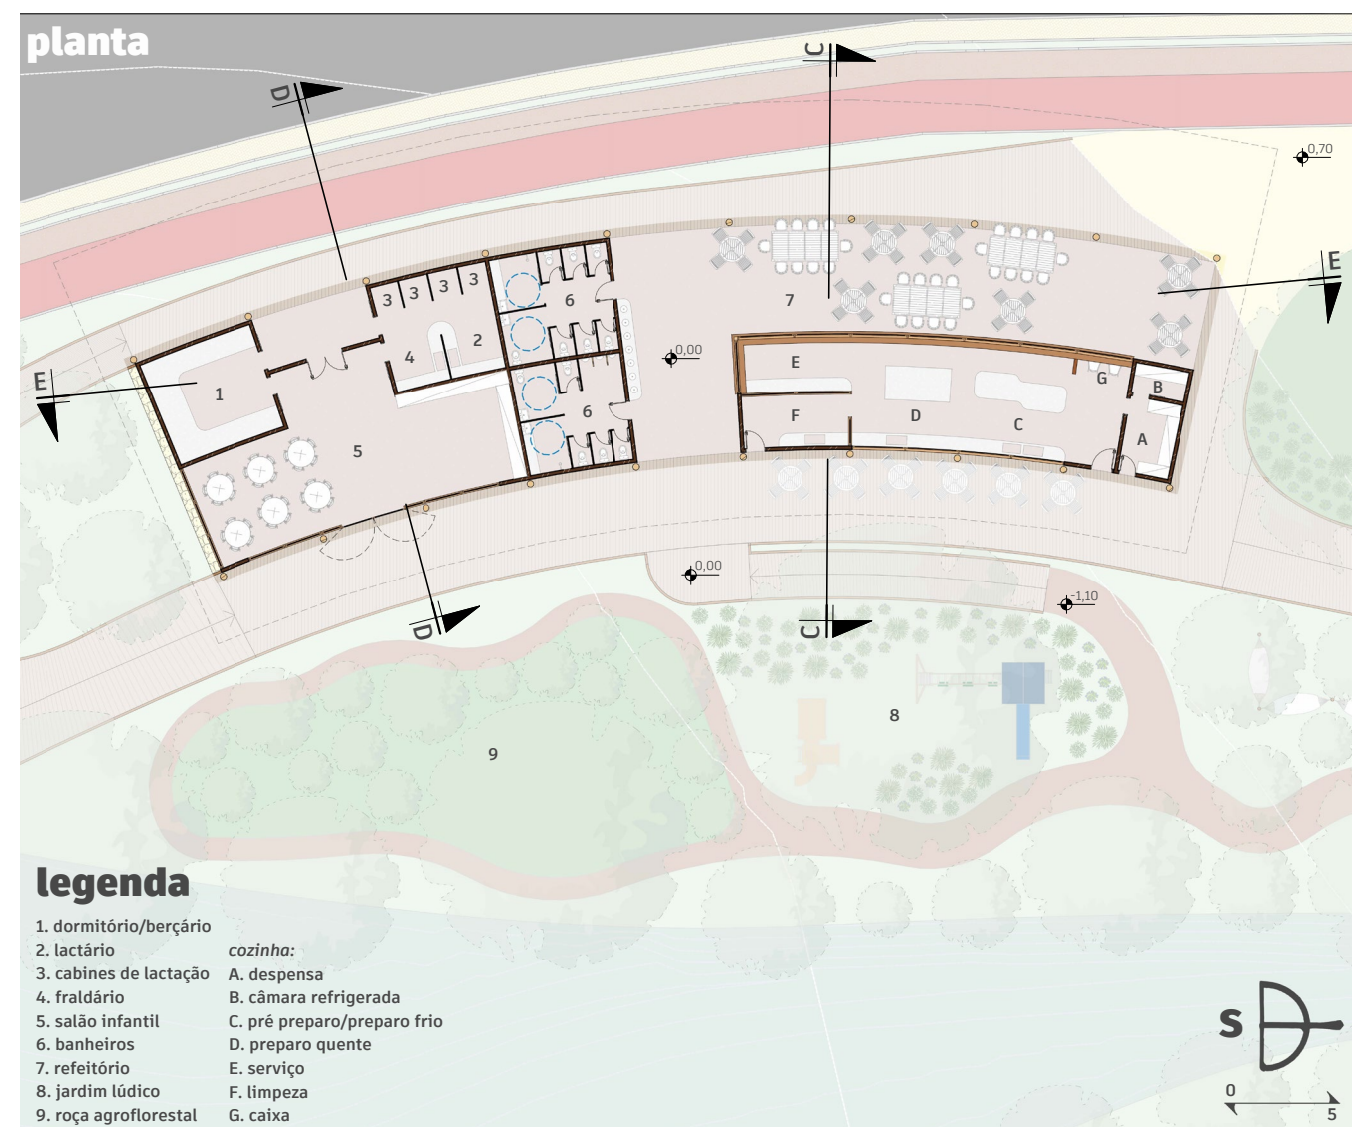 planta
C
D
0,70
E
3
3
3
3
6
7
2
0,00
4
E
E
G
B
1
6
F
D
C
A
5
0,00
-1,10
D
C
8
9
legenda
1. dormitório/berçário
2. lactário
3. cabines de lactação
4. fraldário
5. salão infantil
6. banheiros
7. refeitório
8. jardim lúdico
9. roça agroflorestal
cozinha:
A. despensa
B. câmara refrigerada
C. pré preparo/preparo frio
D. preparo quente
E. serviço
F. limpeza
G. caixa
S
0
5